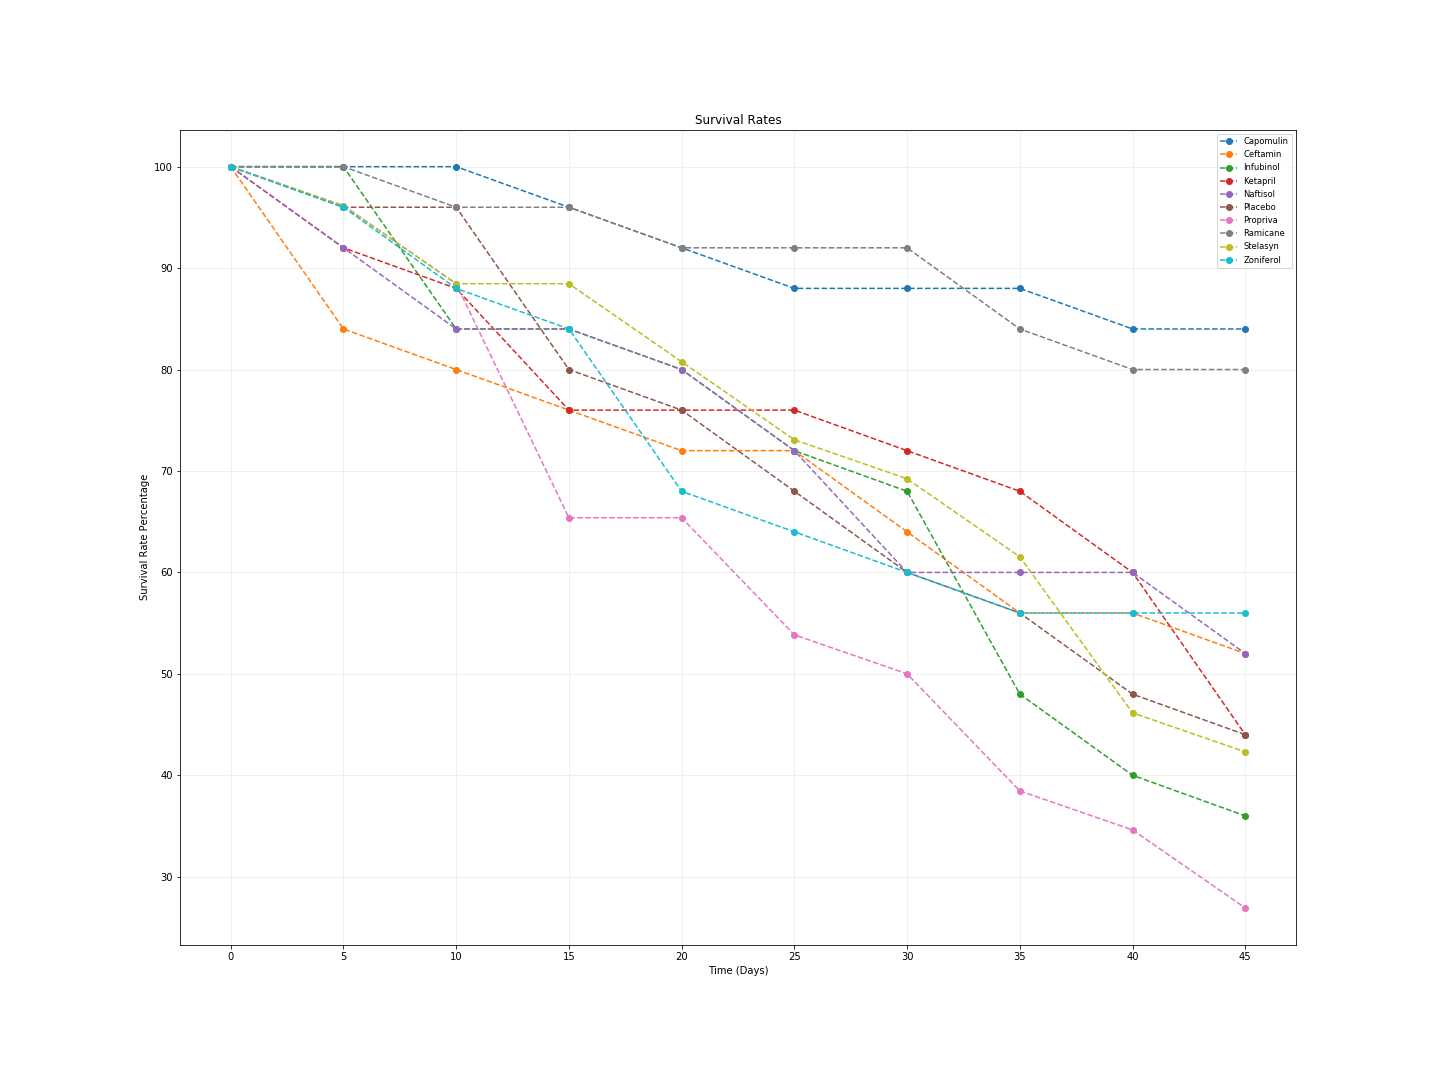 Survival Rates
Capomulin
Ceftamin
Infubinol
Ketapril
Naftisol
Placebo
Propriva
Ramicane
Stelasyn
Zoniferol
Survival Rate Percentage
100
90
80
70
60
50
40
30
0 5 10 15 20 25 30 35 40 45
Time (Days)